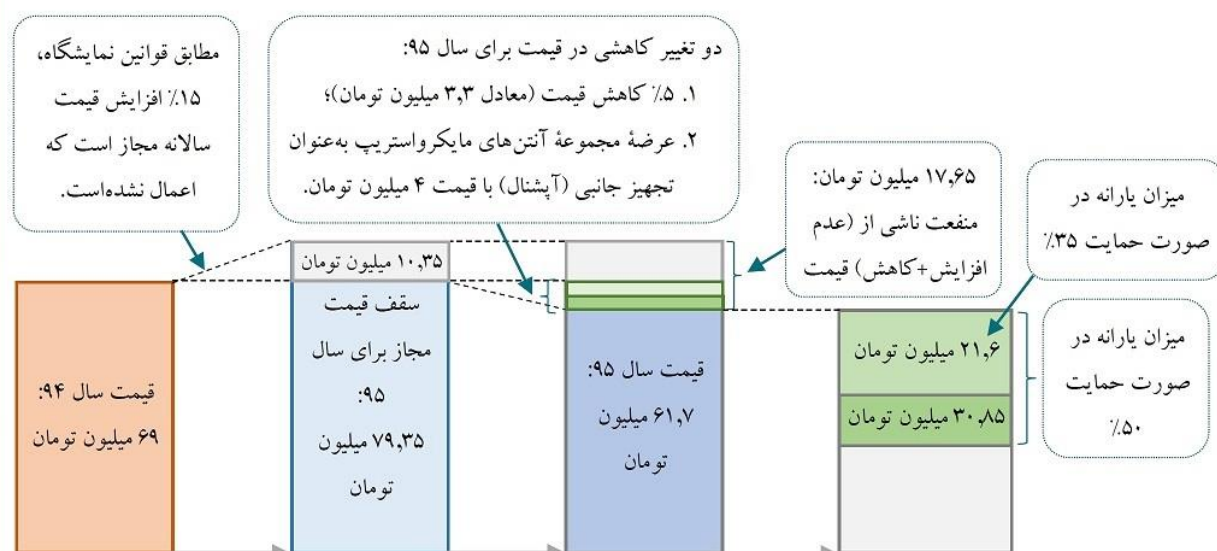 مطابق قوانین نمایشگاه،
۱۵٪ افزایش قیمت
سالانه مجاز است که
اعمال نشده‌است.
دو تغییر کاهشی در قیمت برای سال ۹۵:
۱. ۵٪ کاهش قیمت (معادل ۳,۳ میلیون تومان)؛
۲. عرضهٔ مجموعهٔ آنتن‌های مایکرواستریپ به‌عنوان
تجهیز جانبی (آپشنال) با قیمت ۴ میلیون تومان.
۱۷,۶۵ میلیون تومان:
منفعت ناشی از (عدم
افزایش+کاهش) قیمت
میزان یارانه در
صورت حمایت ۳۵٪
قیمت سال ۹۴:
۶۹ میلیون تومان
۱۰,۳۵ میلیون تومان
سقف قیمت
مجاز برای سال
۹۵:
۷۹,۳۵ میلیون
تومان
قیمت سال ۹۵:
۶۱,۷ میلیون
تومان
۲۱,۶ میلیون تومان
۳۰,۸۵ میلیون تومان
میزان یارانه در
صورت حمایت
۵۰٪